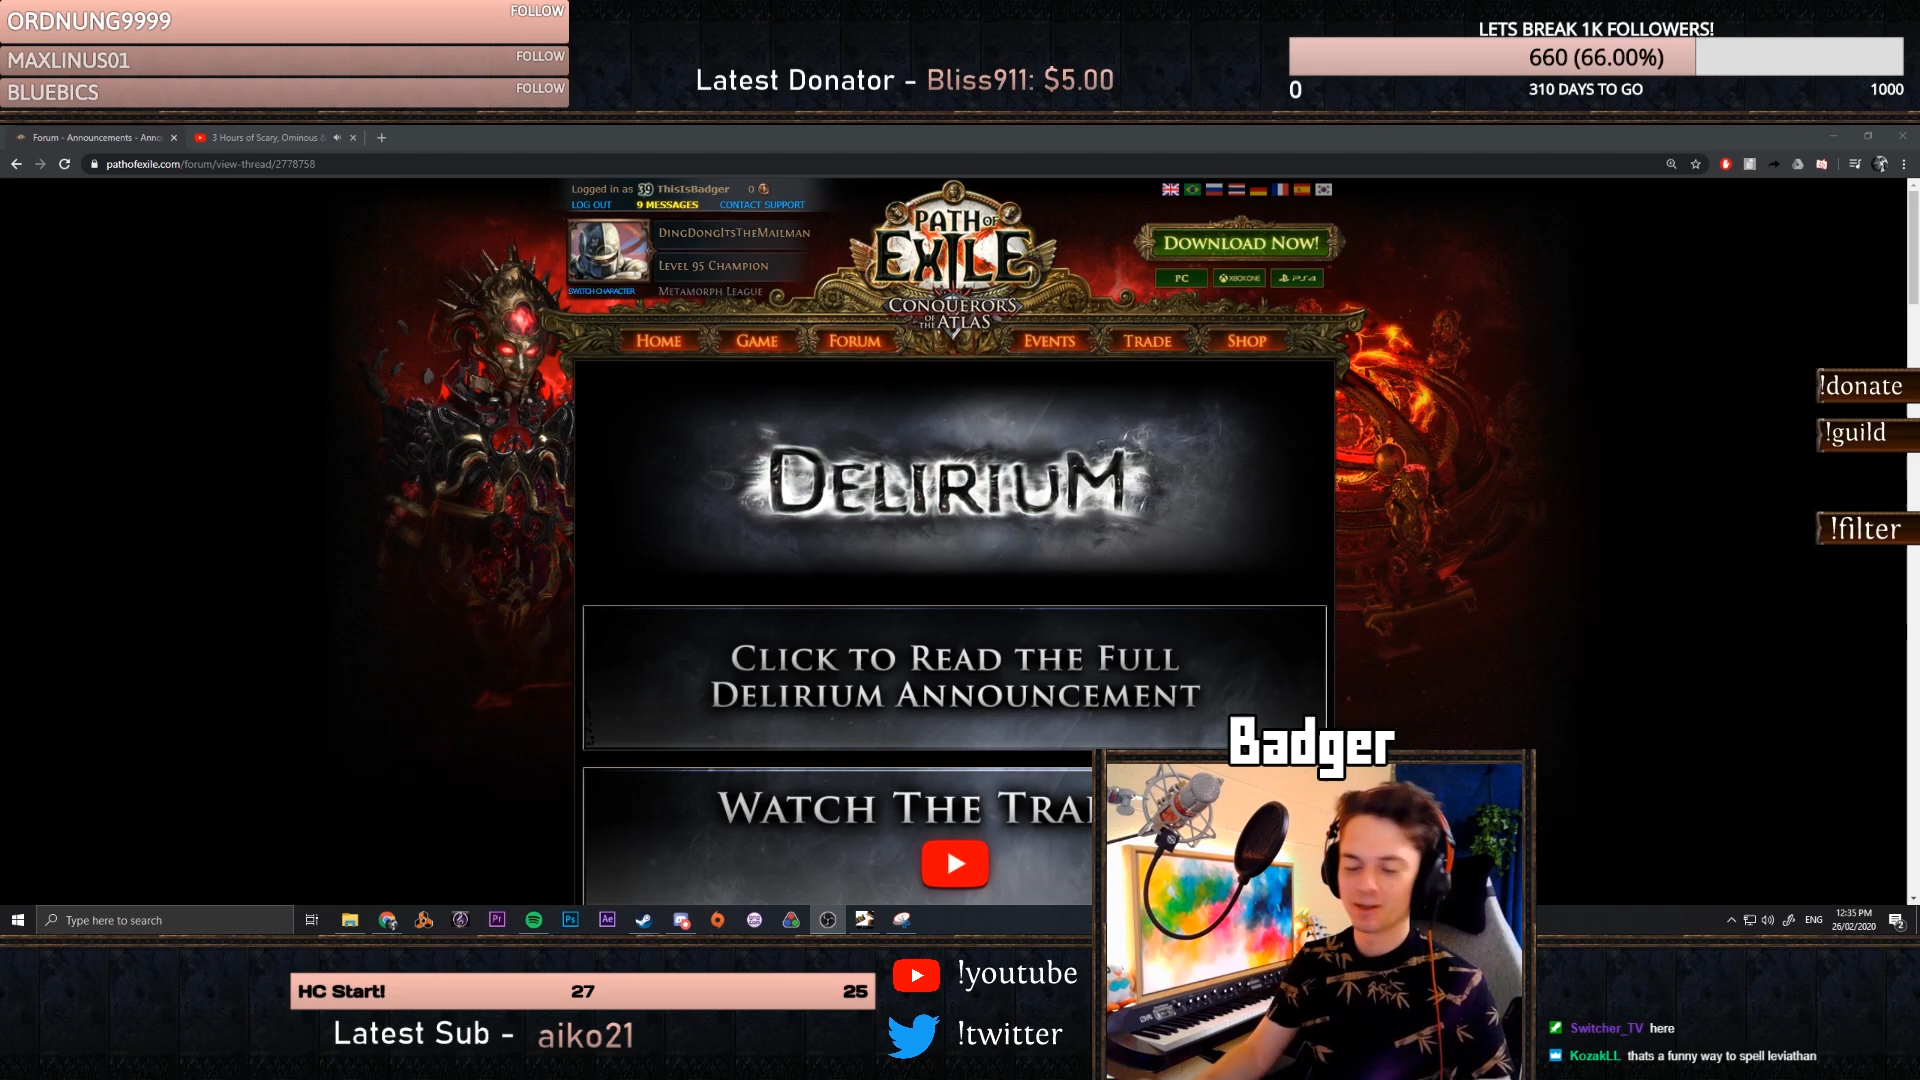 ORDNUNG9999
FOLLOW
MAXLINUS01
FOLLOW
BLUEBICS
FOLLOW
Latest Donator - Bliss911: $5.00
LETS BREAK 1K FOLLOWERS!
660 (66.00%)
0
310 DAYS TO GO
1000
Forum - Announcements - Anno
3 Hours of Scary, Ominous &
pathofexile.com/forum/view-thread/2778758
Logged in as 39 ThisIsBadger 0
LOG OUT 9 MESSAGES CONTACT SUPPORT
DingDongItsTheMailman
Level 95 Champion
SWITCH CHARACTER
Metamorph League
PATH OF EXILE
CONQUERORS
OF THE ATLAS
Download Now!
PC
XBOX ONE
PS4
Home
Game
Forum
Events
Trade
Shop
DELIRIUM
Click to Read the Full
Delirium Announcement
Watch The Trai
!donate
!guild
!filter
Badger
Type here to search
Pr
Ps
Ae
ENG
12:35 PM
26/02/2020
2
HC Start!
27
25
Latest Sub - aiko21
!youtube
!twitter
Switcher_TV here
KozakLL thats a funny way to spell leviathan